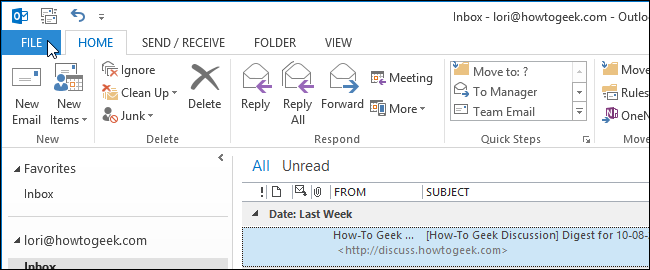 Inbox - lori@howtogeek.com - Outlo
FILE HOME SEND / RECEIVE FOLDER VIEW
New Email
New Items
Ignore
Clean Up
Junk
Delete
Reply
Reply All
Forward
Meeting
More
Move to: ?
To Manager
Team Email
Move
Rules
OneN
New Delete Respond Quick Steps Mov
Favorites
Inbox
lori@howtogeek.com
Inbox
All Unread
! FROM SUBJECT
Date: Last Week
How-To Geek ... [How-To Geek Discussion] Digest for 10-08-
<http://discuss.howtogeek.com>